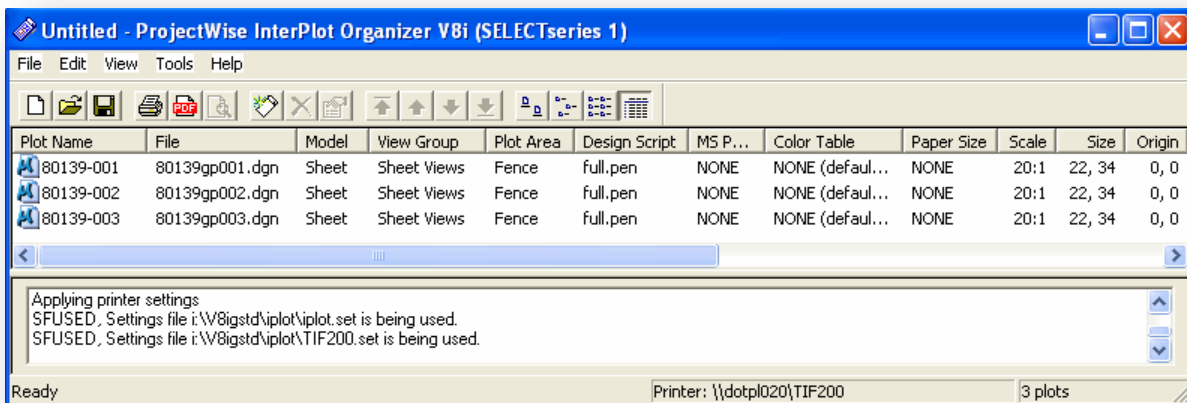 Untitled - ProjectWise InterPlot Organizer V8i (SELECTseries 1)
File Edit View Tools Help
PDF
Plot Name File Model View Group Plot Area Design Script MS P... Color Table Paper Size Scale Size Origin
80139-001 80139gp001.dgn Sheet Sheet Views Fence full.pen NONE NONE (defaul... NONE 20:1 22, 34 0, 0
80139-002 80139gp002.dgn Sheet Sheet Views Fence full.pen NONE NONE (defaul... NONE 20:1 22, 34 0, 0
80139-003 80139gp003.dgn Sheet Sheet Views Fence full.pen NONE NONE (defaul... NONE 20:1 22, 34 0, 0
Applying printer settings
SFUSED, Settings file i:\V8igstd\iplot\iplot.set is being used.
SFUSED, Settings file i:\V8igstd\iplot\TIF200.set is being used.
Ready Printer: \\dotpl020\TIF200 3 plots